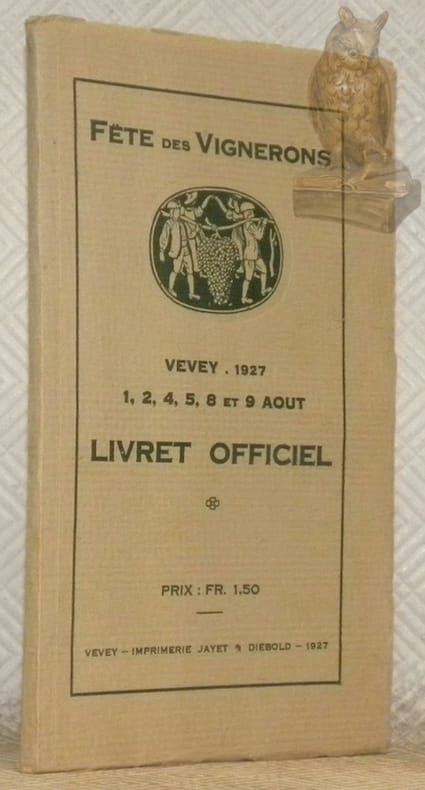 FÊTE DES VIGNERONS
VEVEY . 1927
1, 2, 4, 5, 8 ET 9 AOUT
LIVRET OFFICIEL
PRIX : FR. 1.50
VEVEY – IMPRIMERIE JAYET & DIEBOLD – 1927